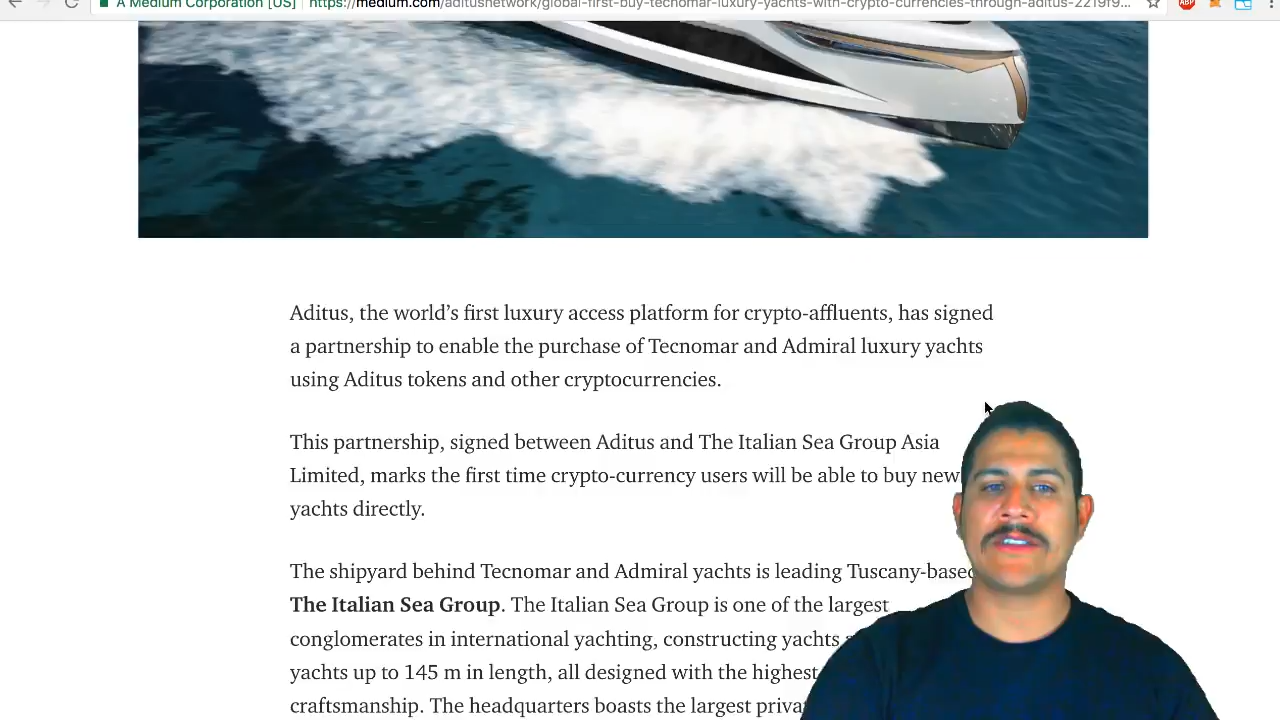 A Medium Corporation [US] https://medium.com/aditusnetwork/global-first-buy-tecnomar-luxury-yachts-with-crypto-currencies-through-aditus-2219f9...
ABP
Aditus, the world’s first luxury access platform for crypto-affluents, has signed
a partnership to enable the purchase of Tecnomar and Admiral luxury yachts
using Aditus tokens and other cryptocurrencies.
This partnership, signed between Aditus and The Italian Sea Group Asia
Limited, marks the first time crypto-currency users will be able to buy new
yachts directly.
The shipyard behind Tecnomar and Admiral yachts is leading Tuscany-based
The Italian Sea Group. The Italian Sea Group is one of the largest
conglomerates in international yachting, constructing yachts
yachts up to 145 m in length, all designed with the highest
craftsmanship. The headquarters boasts the largest